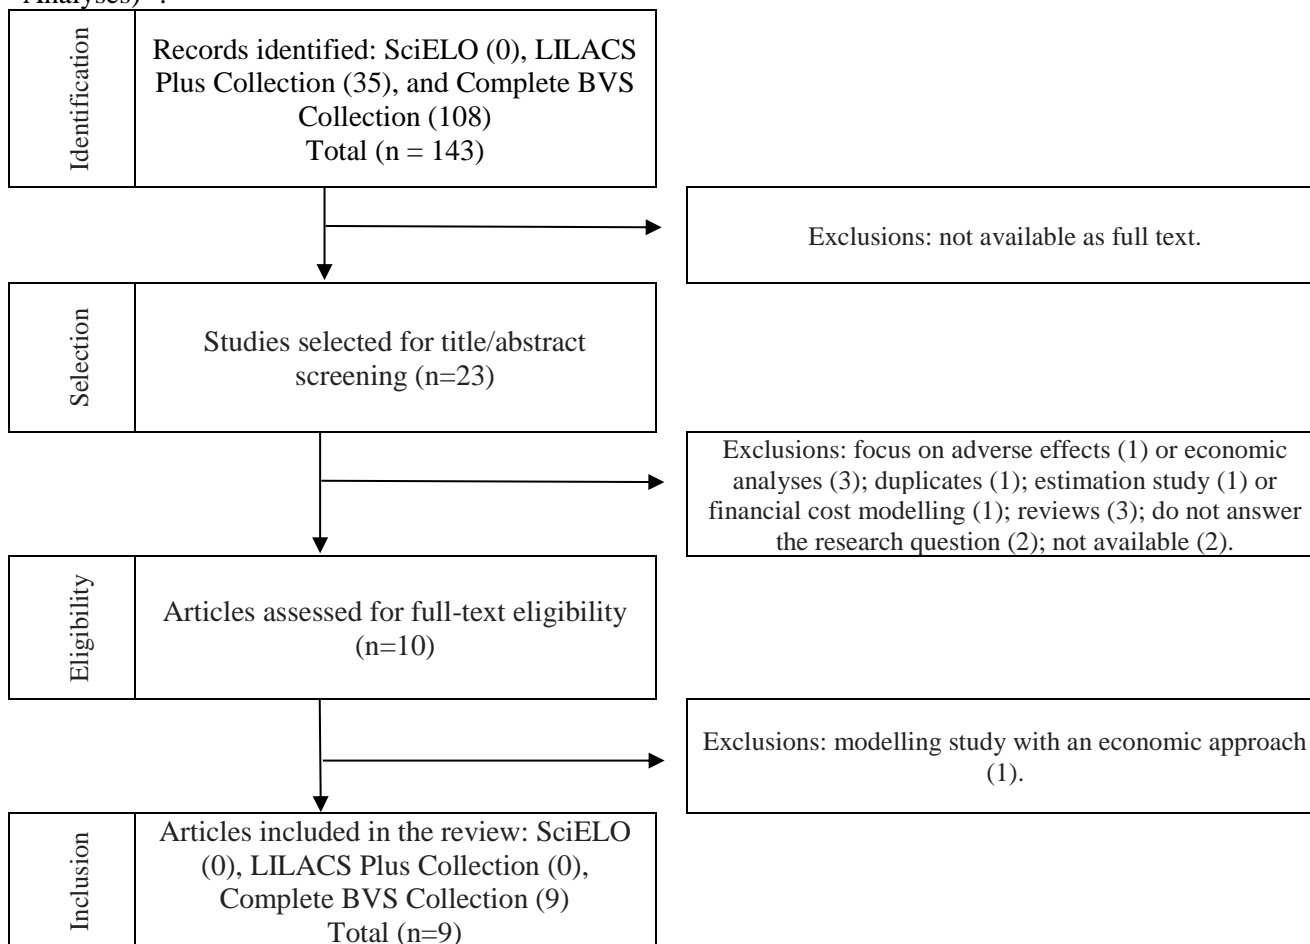 Analyses)".
Identification
Records identified: SciELO (0), LILACS
Plus Collection (35), and Complete BVS
Collection (108)
Total (n = 143)
Exclusions: not available as full text.
Selection
Studies selected for title/abstract
screening (n=23)
Exclusions: focus on adverse effects (1) or economic
analyses (3); duplicates (1); estimation study (1) or
financial cost modelling (1); reviews (3); do not answer
the research question (2); not available (2).
Eligibility
Articles assessed for full-text eligibility
(n=10)
Exclusions: modelling study with an economic approach
(1).
Inclusion
Articles included in the review: SciELO
(0), LILACS Plus Collection (0),
Complete BVS Collection (9)
Total (n=9)